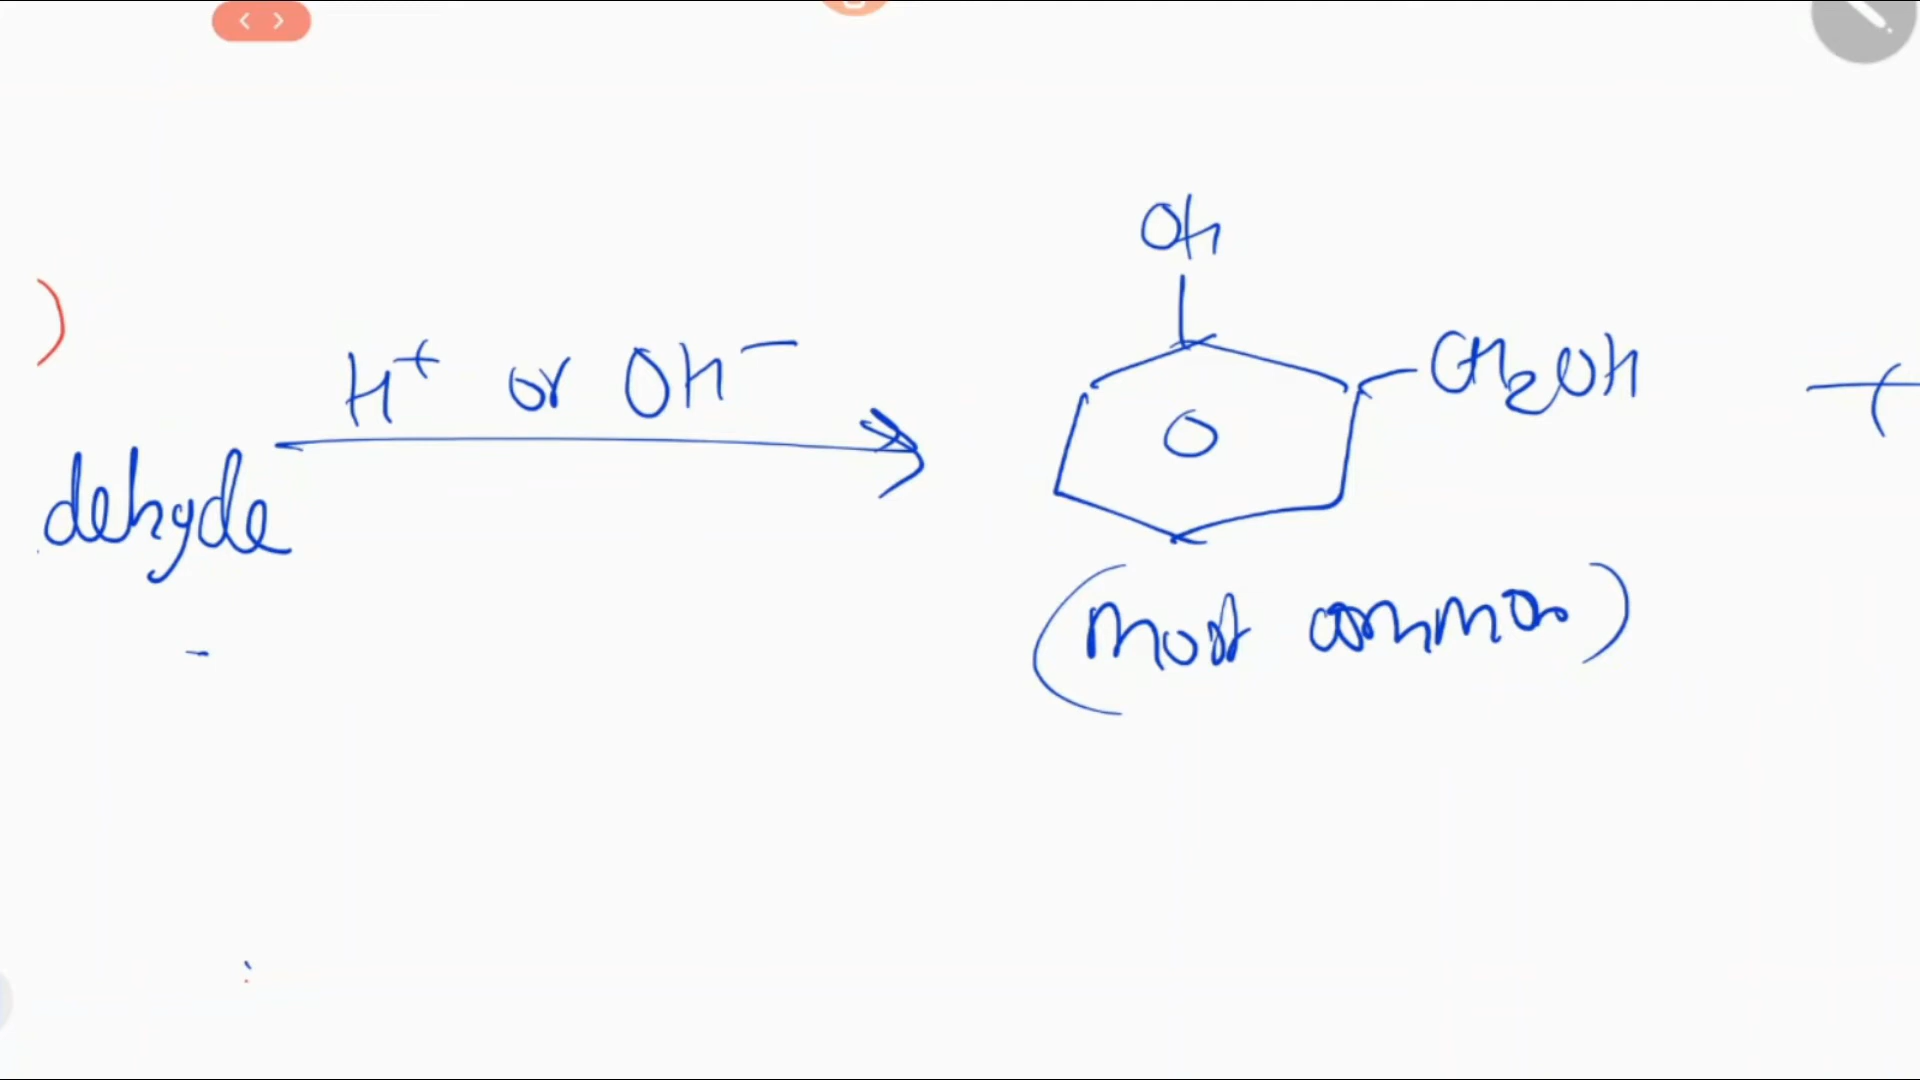 Oh
H+ or Oh-
CH2Oh
O
+
)
dehyde
(most common)